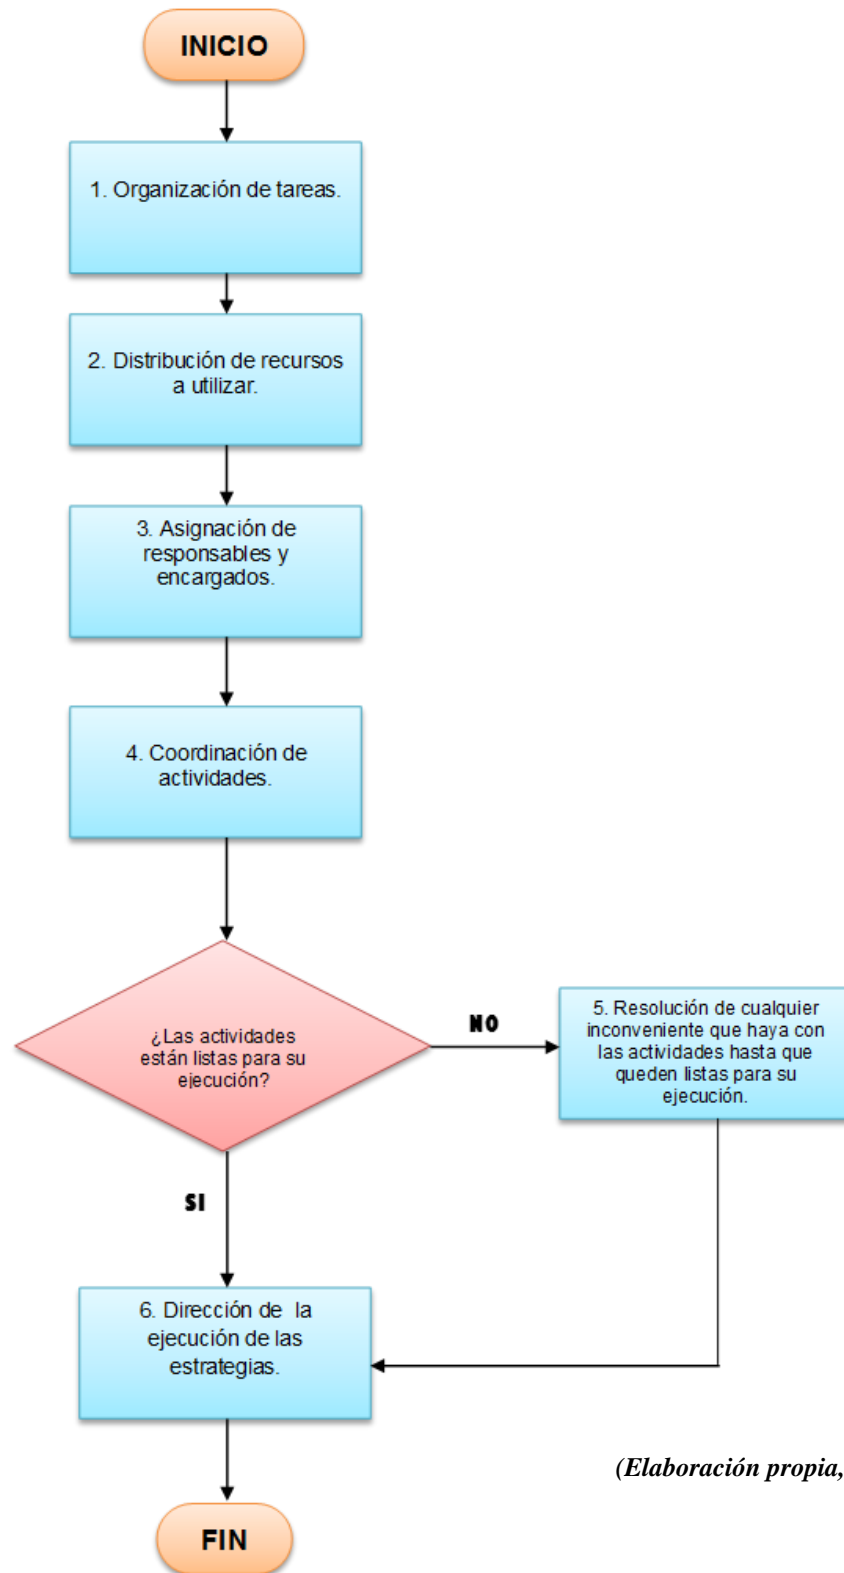 INICIO
1. Organización de tareas.
2. Distribución de recursos
a utilizar.
3. Asignación de
responsables y
encargados.
4. Coordinación de
actividades.
¿Las actividades
están listas para su
ejecución?
NO
5. Resolución de cualquier
inconveniente que haya con
las actividades hasta que
queden listas para su
ejecución.
SI
6. Dirección de la
ejecución de las
estrategias.
(Elaboración propia,
FIN